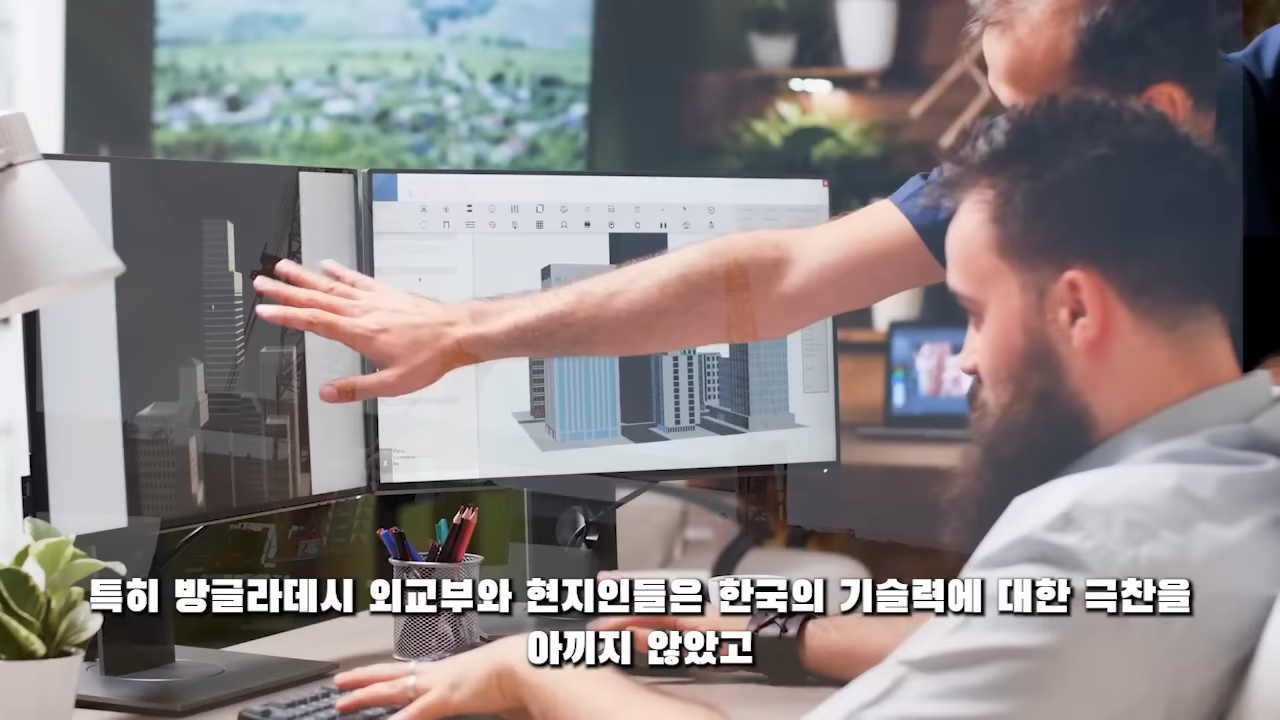 특히 방글라데시 외교부와 현지인들은 한국의 기술력에 대한 극찬을
아끼지 않았고